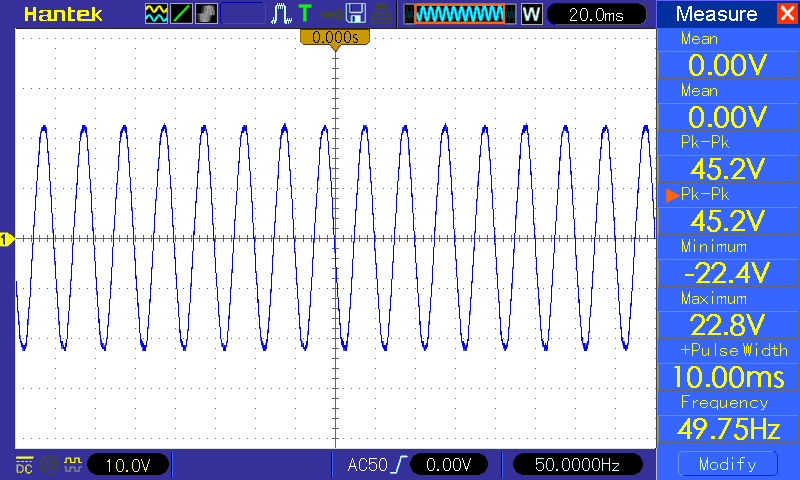 Hantek T W 20.0ms Measure X
0.000s
Mean
0.00V
Mean
0.00V
Pk-Pk
45.2V
Pk-Pk
45.2V
Minimum
-22.4V
Maximum
22.8V
+Pulse Width
10.00ms
Frequency
49.75Hz
1
DC 10.0V AC50 0.00V 50.0000Hz Modify